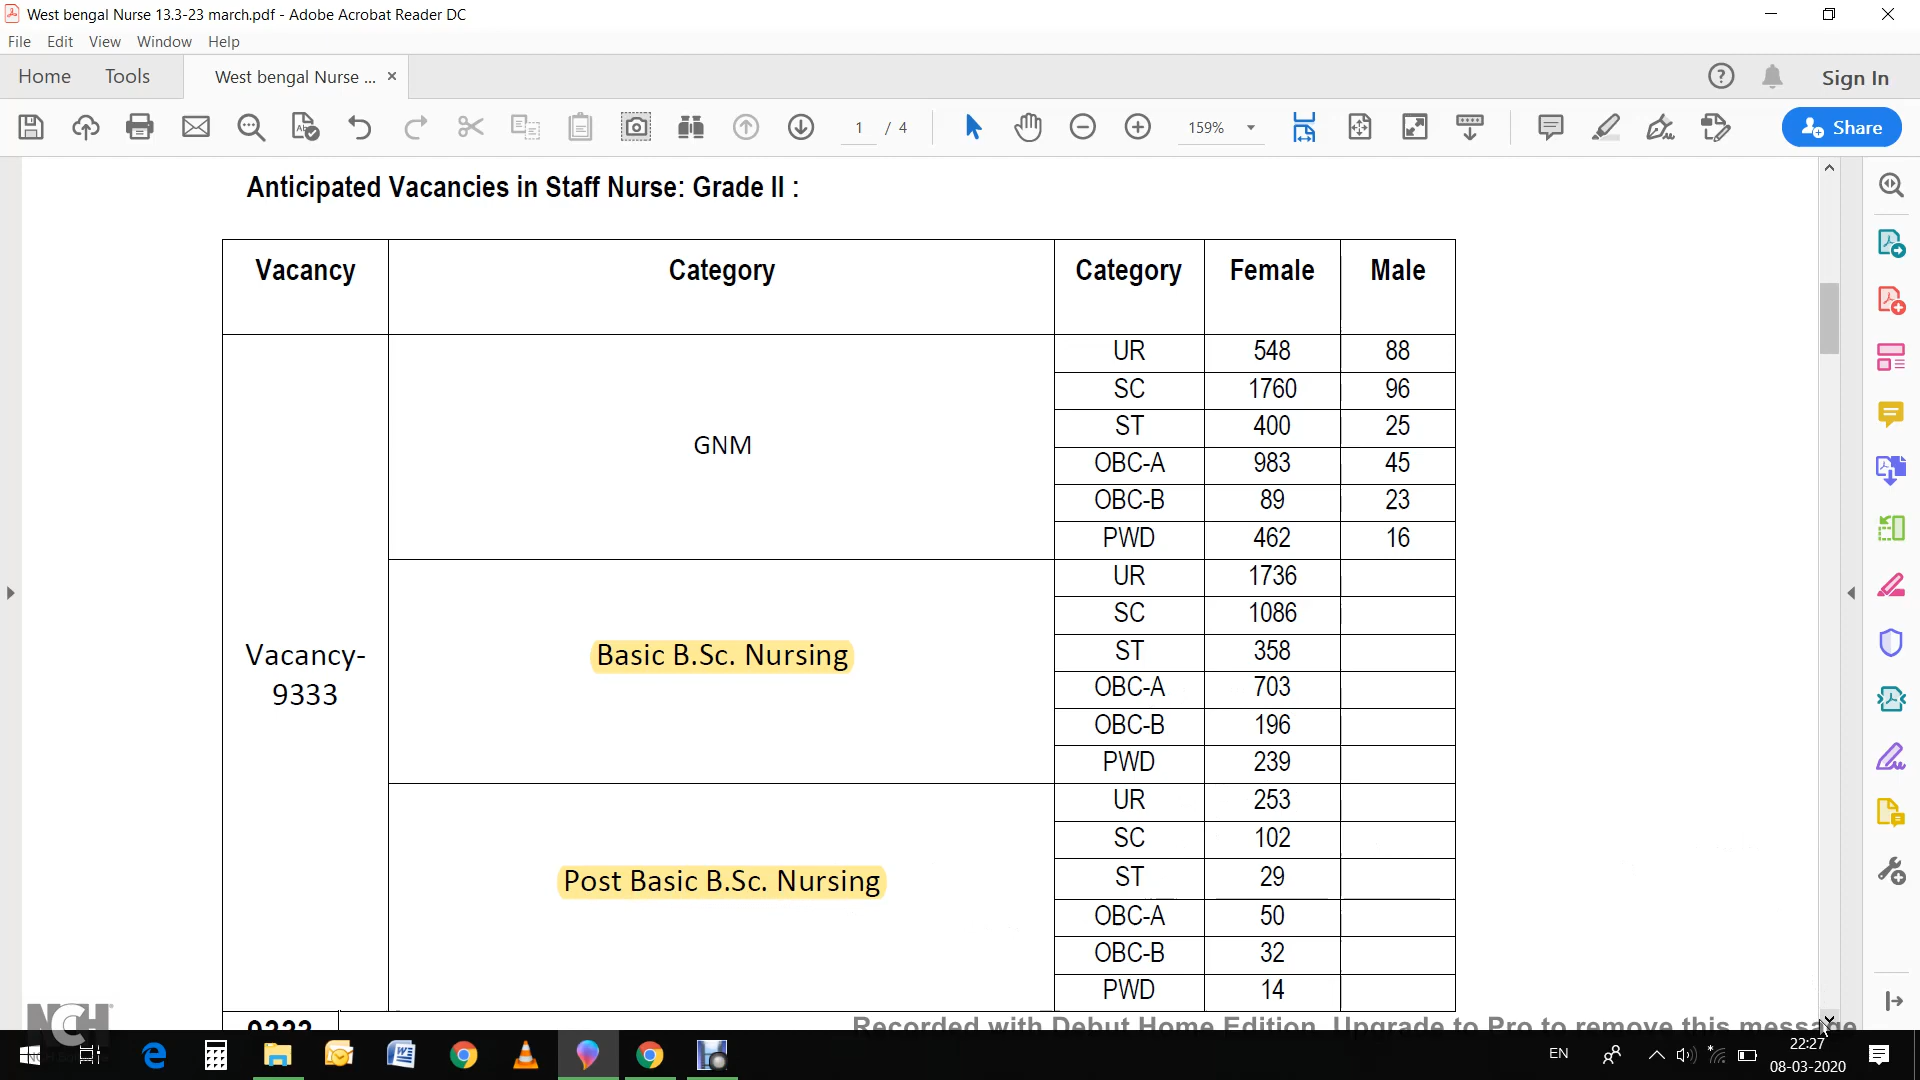 West bengal Nurse 13.3-23 march.pdf - Adobe Acrobat Reader DC
File Edit View Window Help
Home Tools West bengal Nurse ... × Sign In
1 / 4 159% Share
Anticipated Vacancies in Staff Nurse: Grade II :
Vacancy Category Category Female Male
UR 548 88
SC 1760 96
ST 400 25
GNM
OBC-A 983 45
OBC-B 89 23
PWD 462 16
UR 1736
SC 1086
ST 358
Vacancy-
9333
Basic B.Sc. Nursing
OBC-A 703
OBC-B 196
PWD 239
UR 253
SC 102
ST 29
Post Basic B.Sc. Nursing
OBC-A 50
OBC-B 32
PWD 14
NCH
Recorded with Debut Home Edition. Upgrade to Pro to remove this message
EN
22:27
08-03-2020